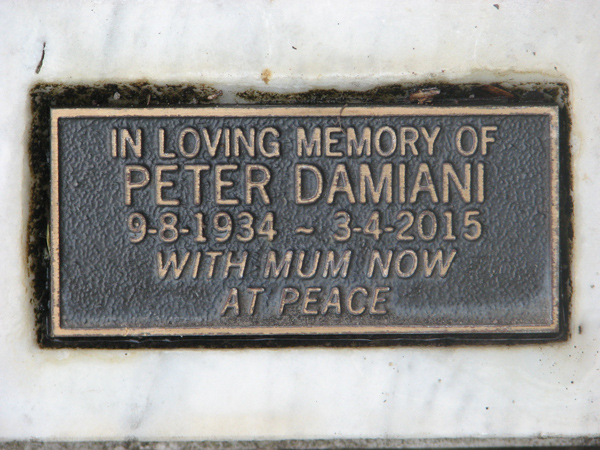 IN LOVING MEMORY OF
PETER DAMIANI
9-8-1934 ~ 3-4-2015
WITH MUM NOW
AT PEACE